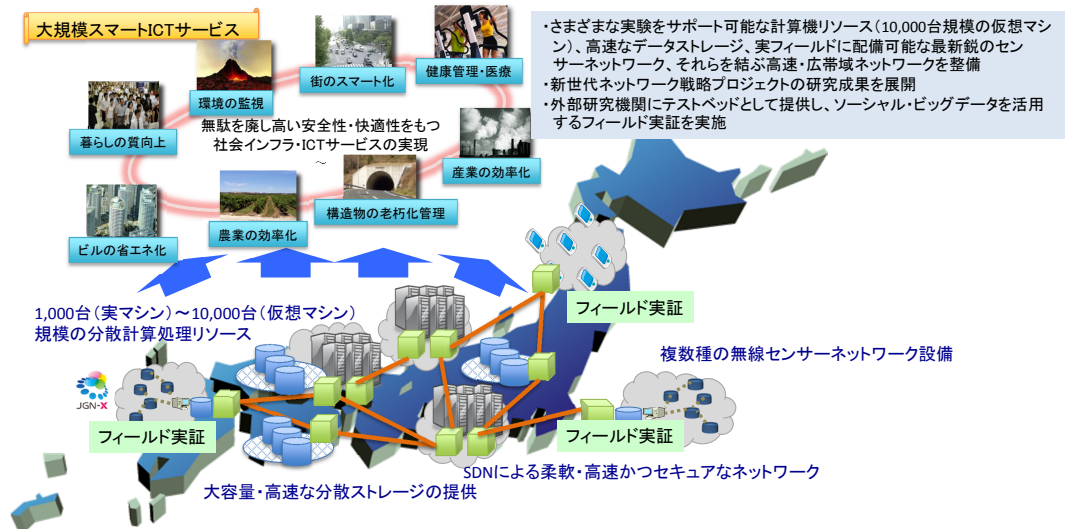 大規模スマートICTサービス
・さまざまな実験をサポート可能な計算機リソース(10,000台規模の仮想マシ
ン)、高速なデータストレージ、実フィールドに配備可能な最新鋭のセン
サーネットワーク、それらを結ぶ高速・広帯域ネットワークを整備
・新世代ネットワーク戦略プロジェクトの研究成果を展開
・外部研究機関にテストベッドとして提供し、ソーシャル・ビッグデータを活用
するフィールド実証を実施
街のスマート化
健康管理・医療
環境の監視
暮らしの質向上
無駄を廃し高い安全性・快適性をもつ
社会インフラ・ICTサービスの実現
～
産業の効率化
構造物の老朽化管理
農業の効率化
ビルの省エネ化
1,000台(実マシン)～10,000台(仮想マシン)
規模の分散計算処理リソース
フィールド実証
複数種の無線センサーネットワーク設備
JGN-X
フィールド実証
フィールド実証
SDNによる柔軟・高速かつセキュアなネットワーク
大容量・高速な分散ストレージの提供